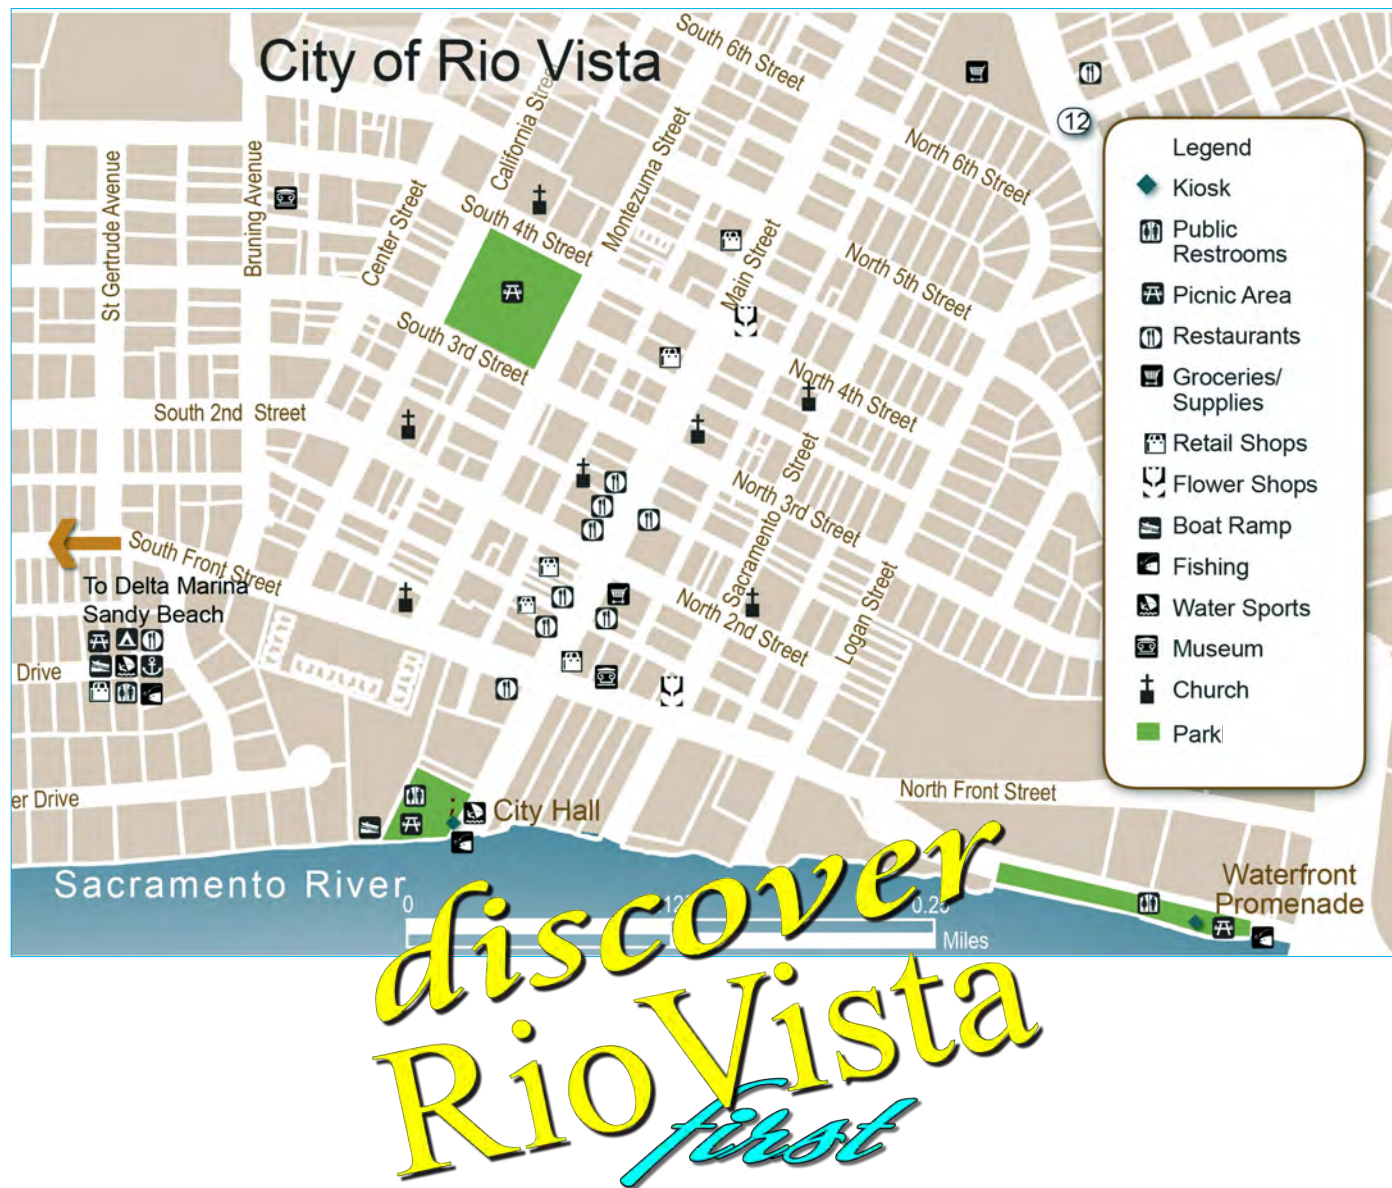 City of Rio Vista
South 6th Street
California Street
Montezuma Street
12
North 6th Street
St Gertrude Avenue
Bruning Avenue
Center Street
South 4th Street
Main Street
North 5th Street
South 3rd Street
North 4th Street
South 2nd Street
Sacramento Street
North 3rd Street
South Front Street
To Delta Marina
Sandy Beach
North 2nd Street
Logan Street
Drive
er Drive
North Front Street
City Hall
Sacramento River
Waterfront
Promenade
0
12
0.25
Miles
Legend
Kiosk
Public
Restrooms
Picnic Area
Restaurants
Groceries/
Supplies
Retail Shops
Flower Shops
Boat Ramp
Fishing
Water Sports
Museum
Church
Park
discover
Rio Vista
first